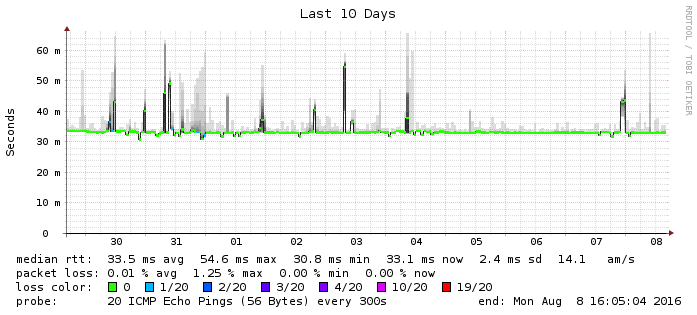 Last 10 Days
RRDTOOL / TOBI OETIKER
Seconds
60 m
50 m
40 m
30 m
20 m
10 m
0
30 31 01 02 03 04 05 06 07 08
median rtt: 33.5 ms avg 54.6 ms max 30.8 ms min 33.1 ms now 2.4 ms sd 14.1 am/s
packet loss: 0.01 % avg 1.25 % max 0.00 % min 0.00 % now
loss color: 0 1/20 2/20 3/20 4/20 10/20 19/20
probe: 20 ICMP Echo Pings (56 Bytes) every 300s end: Mon Aug 8 16:05:04 2016